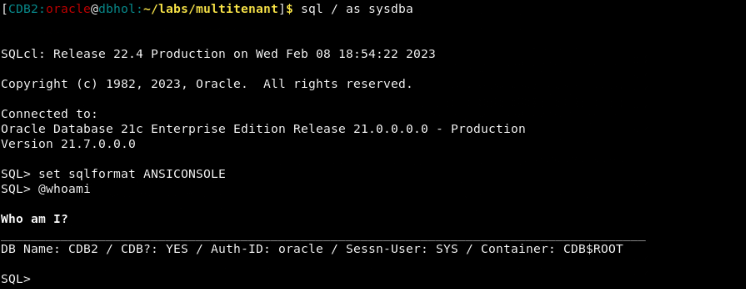 [CDB2:oracle@dbhol:~/labs/multitenant]$ sql / as sysdba
SQLcl: Release 22.4 Production on Wed Feb 08 18:54:22 2023
Copyright (c) 1982, 2023, Oracle.  All rights reserved.
Connected to:
Oracle Database 21c Enterprise Edition Release 21.0.0.0.0 - Production
Version 21.7.0.0.0
SQL> set sqlformat ANSICONSOLE
SQL> @whoami
Who am I?
DB Name: CDB2 / CDB?: YES / Auth-ID: oracle / Sessn-User: SYS / Container: CDB$ROOT
SQL>